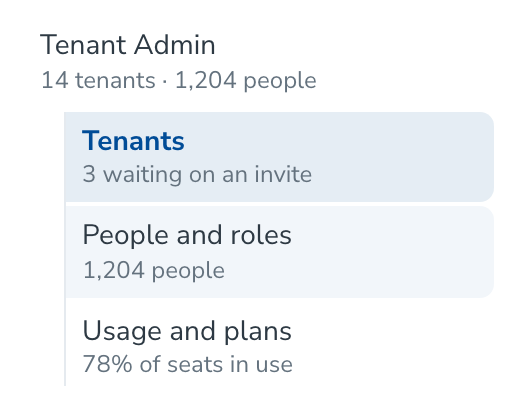 Tenant Admin
14 tenants · 1,204 people
Tenants
3 waiting on an invite
People and roles
1,204 people
Usage and plans
78% of seats in use